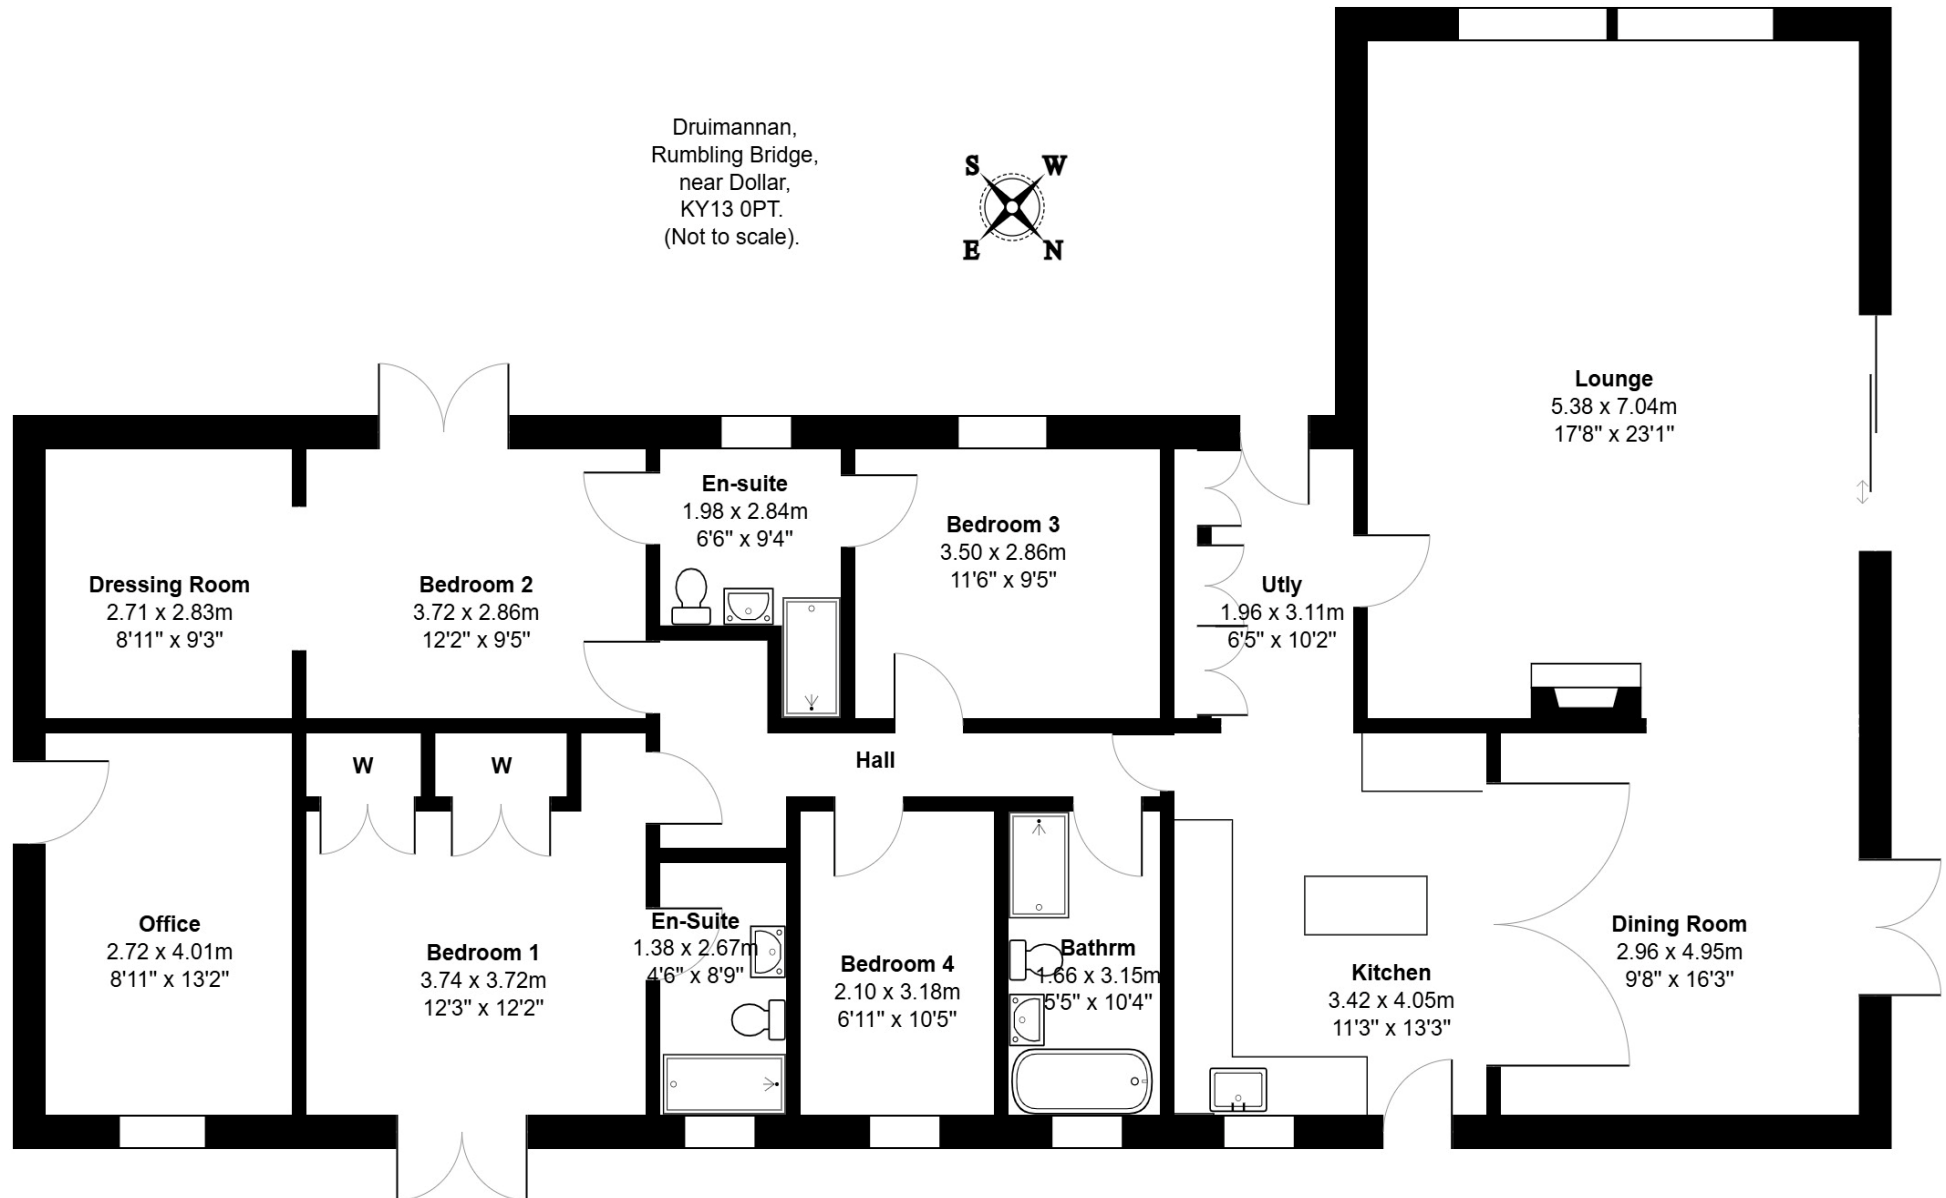 Druimannan,
Rumbling Bridge,
near Dollar,
KY13 0PT.
(Not to scale).
S W
E N
Lounge
5.38 x 7.04m
17'8" x 23'1"
En-suite
1.98 x 2.84m
6'6" x 9'4"
Bedroom 3
3.50 x 2.86m
11'6" x 9'5"
Dressing Room
2.71 x 2.83m
8'11" x 9'3"
Bedroom 2
3.72 x 2.86m
12'2" x 9'5"
Utly
1.96 x 3.11m
6'5" x 10'2"
W
W
Hall
Office
2.72 x 4.01m
8'11" x 13'2"
Bedroom 1
3.74 x 3.72m
12'3" x 12'2"
En-Suite
1.38 x 2.67m
4'6" x 8'9"
Bedroom 4
2.10 x 3.18m
6'11" x 10'5"
Bathrm
1.66 x 3.15m
5'5" x 10'4"
Kitchen
3.42 x 4.05m
11'3" x 13'3"
Dining Room
2.96 x 4.95m
9'8" x 16'3"